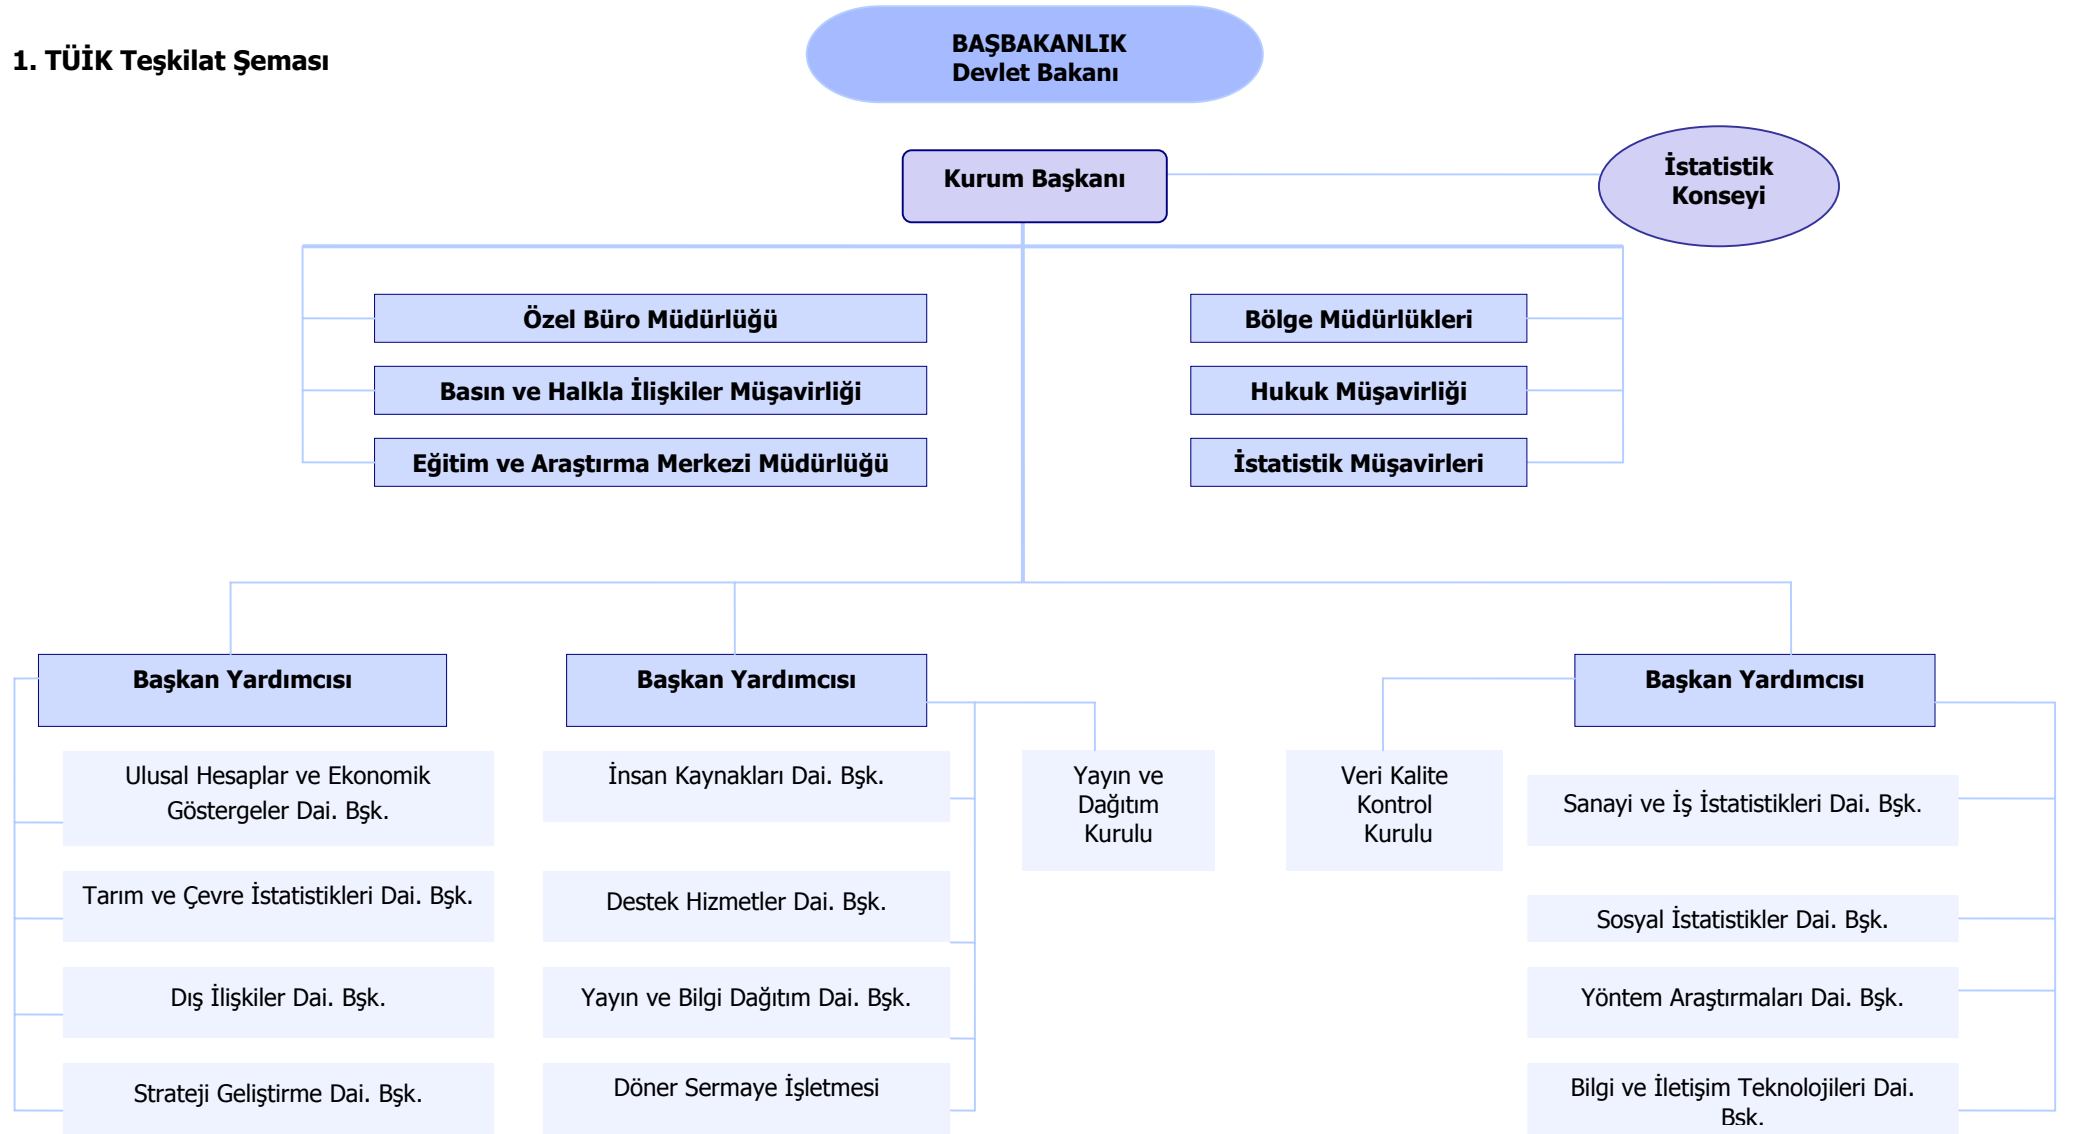 1. TÜİK Teşkilat Şeması
BAŞBAKANLIK
Devlet Bakanı
Kurum Başkanı
İstatistik
Konseyi
Özel Büro Müdürlüğü
Basın ve Halkla İlişkiler Müşavirliği
Eğitim ve Araştırma Merkezi Müdürlüğü
Bölge Müdürlükleri
Hukuk Müşavirliği
İstatistik Müşavirleri
Başkan Yardımcısı
Ulusal Hesaplar ve Ekonomik
Göstergeler Dai. Bşk.
Tarım ve Çevre İstatistikleri Dai. Bşk.
Dış İlişkiler Dai. Bşk.
Strateji Geliştirme Dai. Bşk.
Başkan Yardımcısı
İnsan Kaynakları Dai. Bşk.
Destek Hizmetler Dai. Bşk.
Yayın ve Bilgi Dağıtım Dai. Bşk.
Döner Sermaye İşletmesi
Yayın ve
Dağıtım
Kurulu
Başkan Yardımcısı
Veri Kalite
Kontrol
Kurulu
Sanayi ve İş İstatistikleri Dai. Bşk.
Sosyal İstatistikler Dai. Bşk.
Yöntem Araştırmaları Dai. Bşk.
Bilgi ve İletişim Teknolojileri Dai.
Bşk.